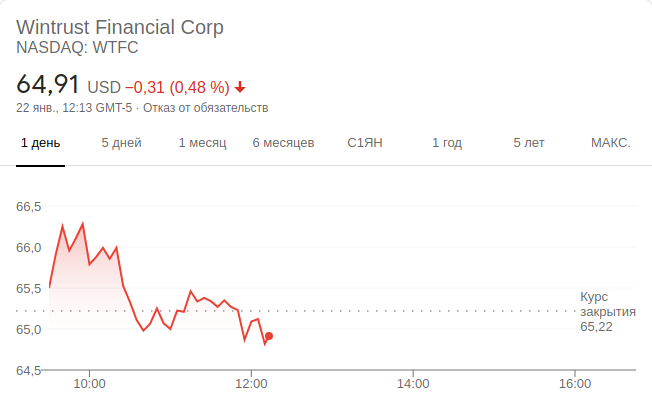 Wintrust Financial Corp
NASDAQ: WTFC
64,91 USD −0,31 (0,48 %)
22 янв., 12:13 GMT-5 · Отказ от обязательств
1 день 5 дней 1 месяц 6 месяцев С1ЯН 1 год 5 лет МАКС.
66,5
66,0
65,5
Курс
закрытия
65,22
65,0
64,5
10:00 12:00 14:00 16:00